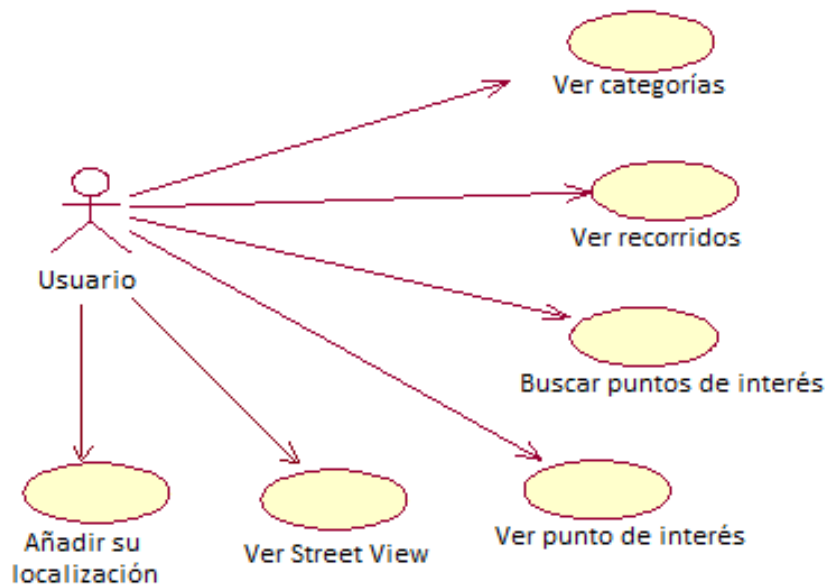 Ver categorías
Ver recorridos
Usuario
Buscar puntos de interés
Ver punto de interés
Ver Street View
Añadir su
localización